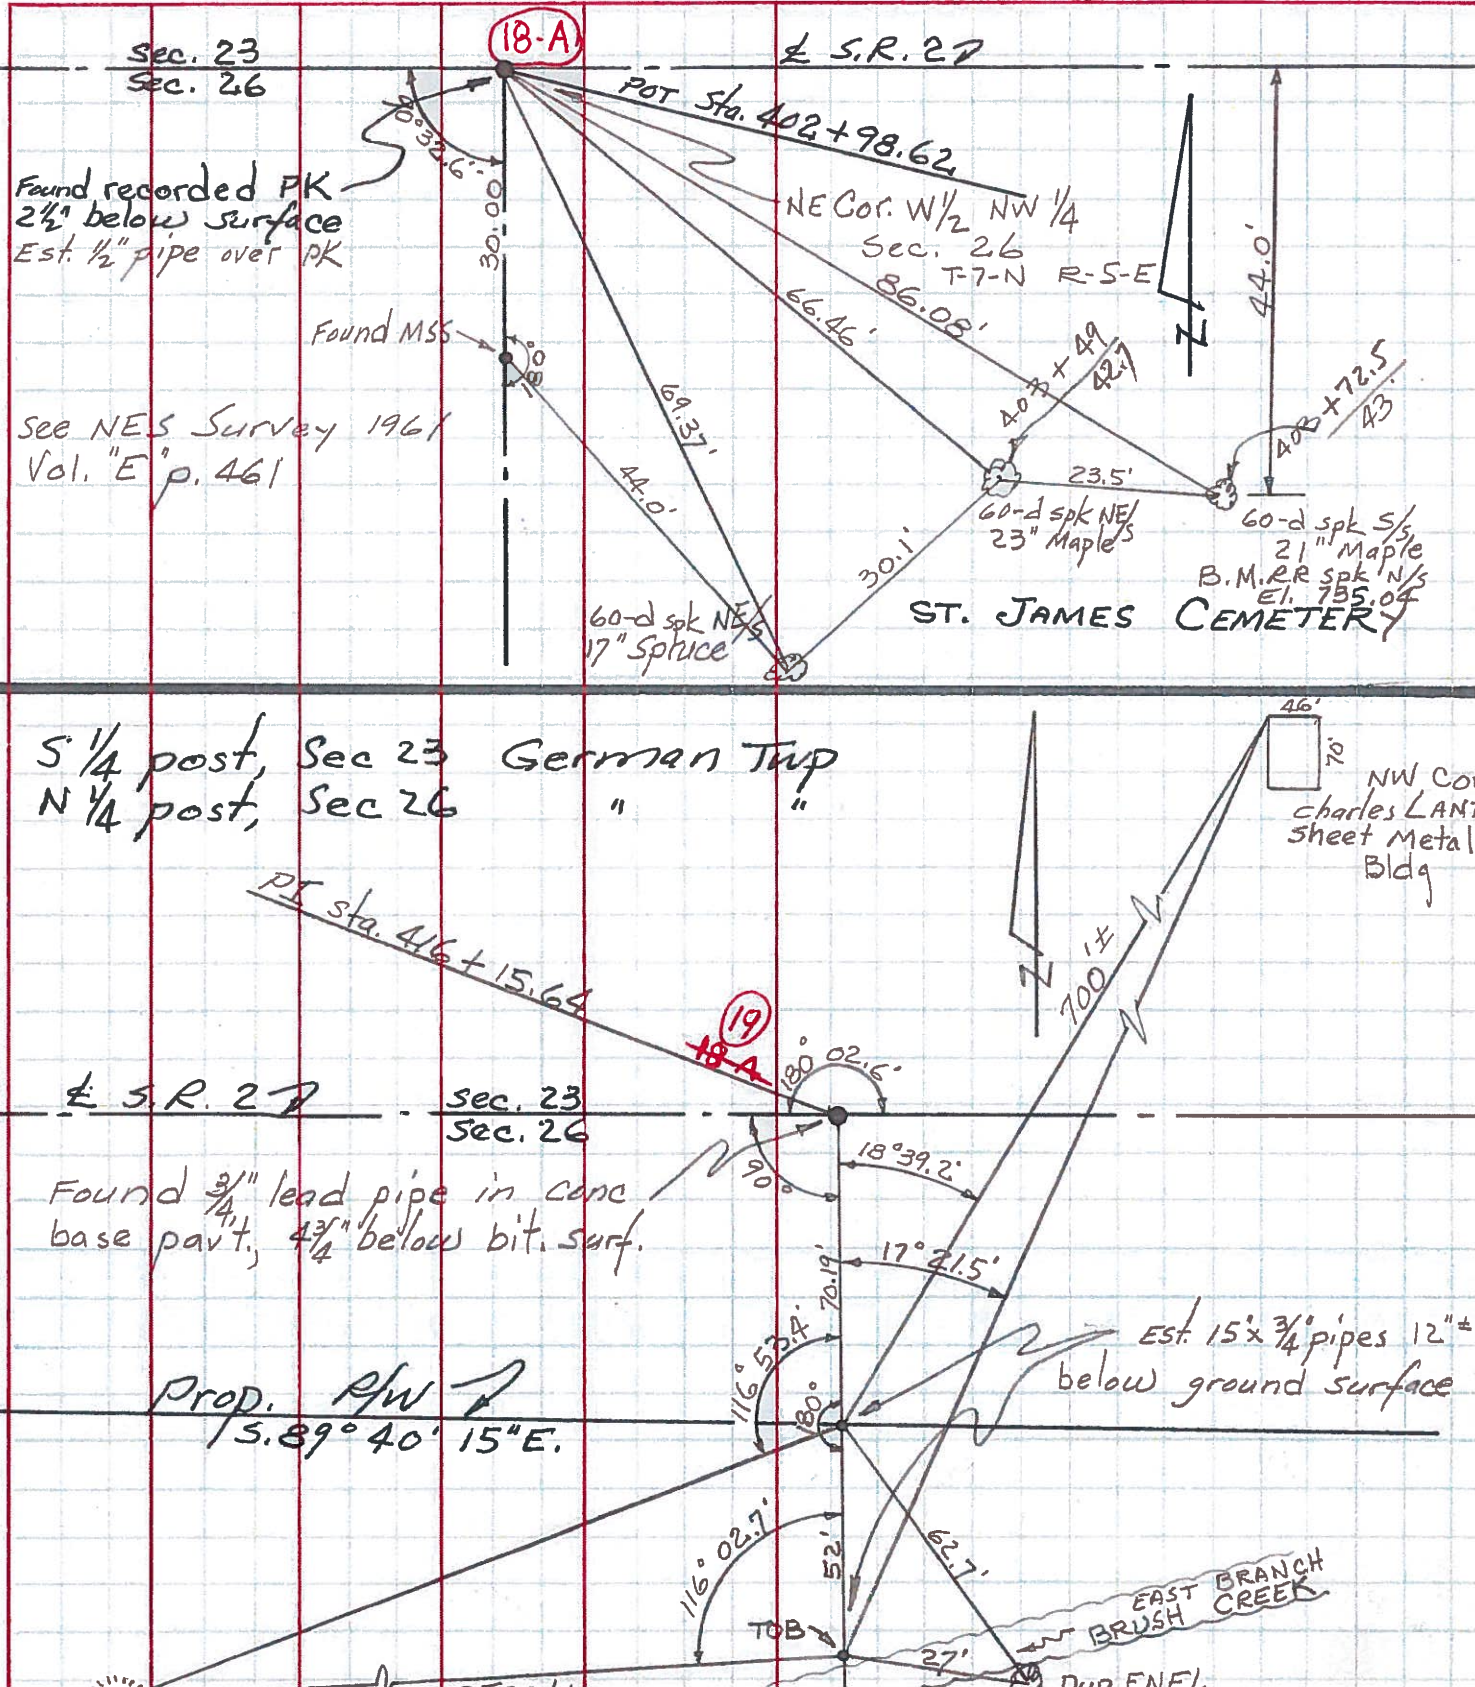 18-A
sec. 23
Sec. 26
℄ S.R. 2
POT Sta. 402+98.62
Found recorded PK
2½" below surface
Est. ½" pipe over PK
30.00
NE Cor. W½ NW ¼
Sec. 26
T-7-N R-5-E
44.0'
66.46'
86.08'
Found MSS
180°
403+49
42.7
403+72.5
43
69.37'
See NES Survey 1961
Vol. "E" p. 461
44.0'
23.5'
30.1'
60-d spk NE/S
23" Maple
60-d spk S/S
21" Maple
B.M. RR spk N/S
El. 785.04
60-d spk NE/S
17" Spruce
ST. JAMES CEMETERY
S ¼ post, Sec 23 German Twp
N ¼ post, Sec 26 " "
46'
70'
NW Cor
Charles LANT
Sheet Metal
Bldg
PI sta. 416+15.64
N
700'±
19
18-A
180° 02.6'
℄ S.R. 2
sec. 23
Sec. 26
90°
18°39.2'
Found ¾" lead pipe in conc
base pav't., 4¾" below bit. surf.
70.19'
17°21.5'
116° 53.4'
180°
Est. 15"x ¾" pipes 12"±
below ground surface
Prop. R/W
S.89° 40' 15"E.
116° 02.7'
52'
62.7'
EAST BRANCH
BRUSH CREEK
TOB
27'